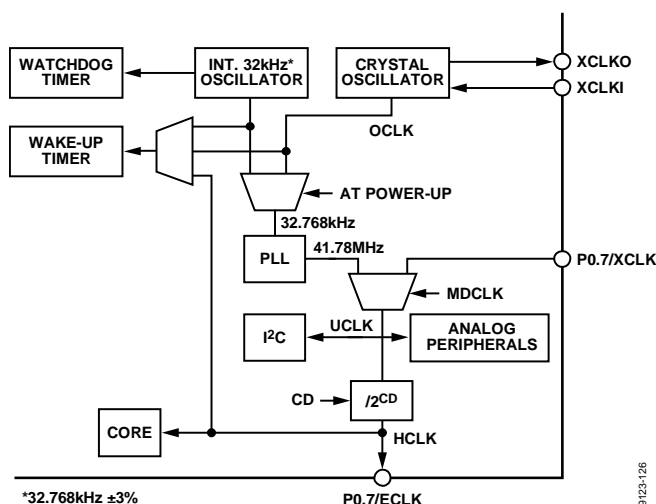 WATCHDOG
TIMER
INT. 32kHz*
OSCILLATOR
CRYSTAL
OSCILLATOR
XCLKO
XCLKI
OCLK
WAKE-UP
TIMER
AT POWER-UP
32.768kHz
PLL
41.78MHz
P0.7/XCLK
MDCLK
I2C
UCLK
ANALOG
PERIPHERALS
CD
/2CD
CORE
HCLK
*32.768kHz ±3%
P0.7/ECLK
09123-126